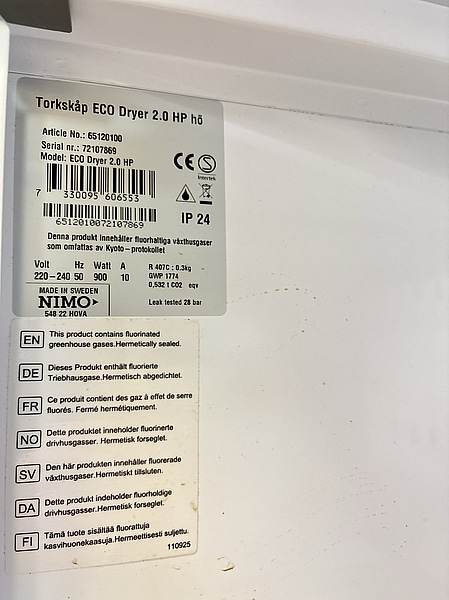 Torkskåp ECO Dryer 2.0 HP hö
Article No.: 65120100
Serial nr.: 72107869
Model: ECO Dryer 2.0 HP
CE
S
Intertek
7 330095 606553
6512010072107869
IP 24
Denna produkt innehåller fluorhaltiga växthusgaser
som omfattas av Kyoto-protokollet
Volt Hz Watt A
220-240 50 900 10
R 407C : 0.3kg
GWP 1774
0,532 t CO2 eqv
MADE IN SWEDEN
NIMO
548 22 HOVA
Leak tested 28 bar
EN This product contains fluorinated
greenhouse gases.Hermetically sealed.
DE Dieses Produkt enthält fluorierte
Triebhausgase.Hermetisch abgedichtet.
FR Ce produit contient des gaz à effet de serre
fluorés. Fermé hermétiquement.
NO Dette produktet inneholder fluorinerte
drivhusgasser. Hermetisk forseglet.
SV Den här produkten innehåller fluorerade
växthusgaser.Hermetiskt tillsluten.
DA Dette produkt indeholder fluorholdige
drivhusgasser. Hermetisk forseglet.
FI Tämä tuote sisältää fluorattuja
kasvihuonekaasuja.Hermeettisesti suljettu.
110925